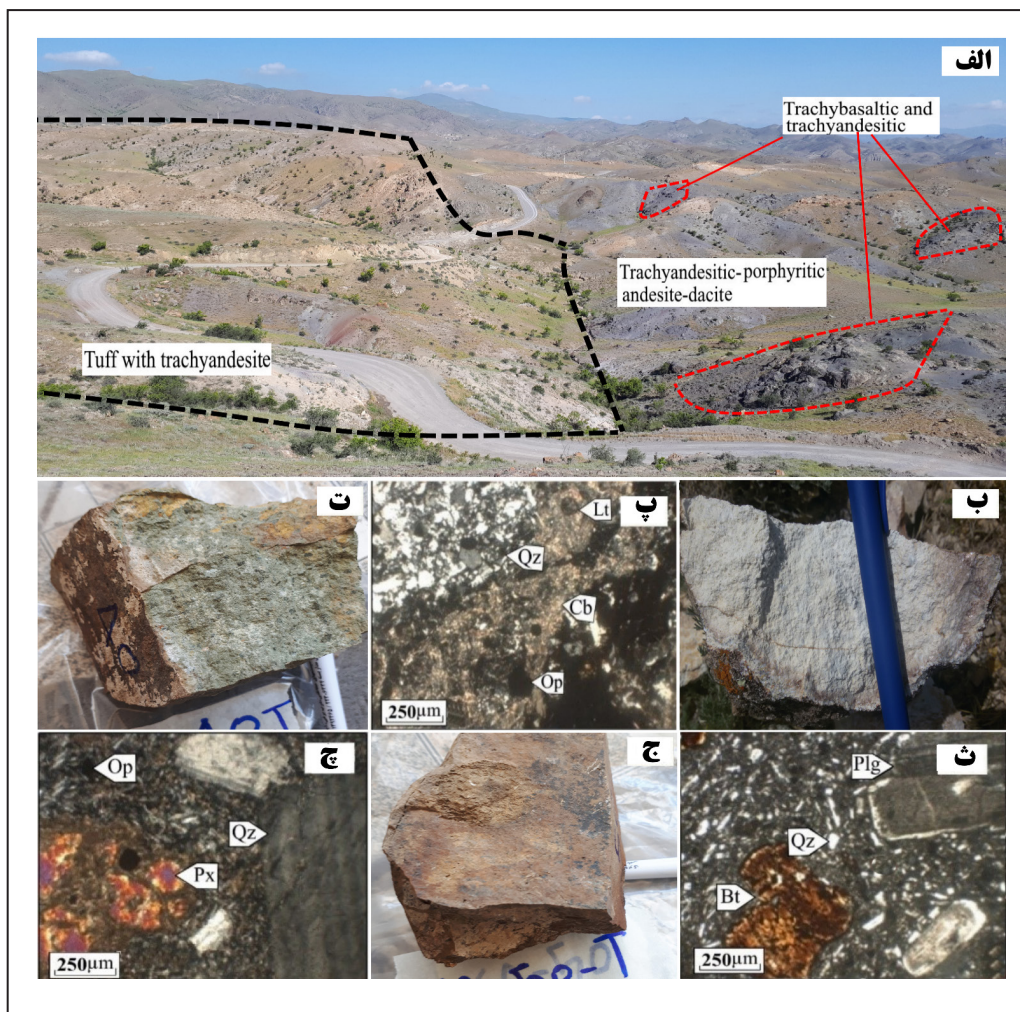 الف
Trachybasaltic and
trachyandesitic
Trachyandesitic-porphyritic
andesite-dacite
Tuff with trachyandesite
ب
پ
Lt
Qz
Cb
Op
250µm
ت
ث
Plg
Qz
Bt
250µm
ج
چ
Op
Qz
Px
250µm